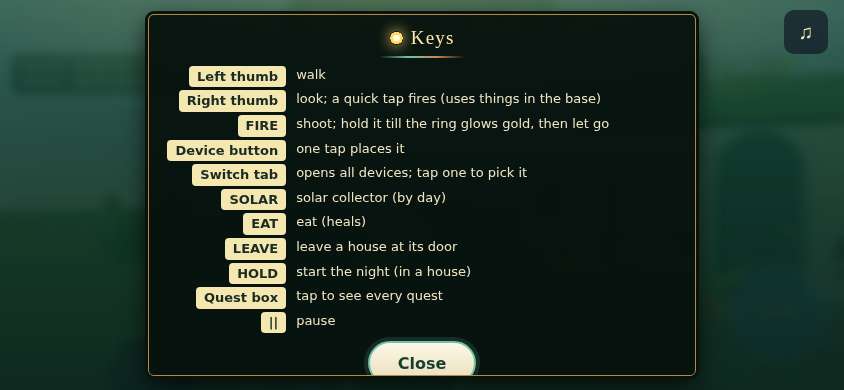 Keys
Left thumb walk
Right thumb look; a quick tap fires (uses things in the base)
FIRE shoot; hold it till the ring glows gold, then let go
Device button one tap places it
Switch tab opens all devices; tap one to pick it
SOLAR solar collector (by day)
EAT eat (heals)
LEAVE leave a house at its door
HOLD start the night (in a house)
Quest box tap to see every quest
|| pause
Close